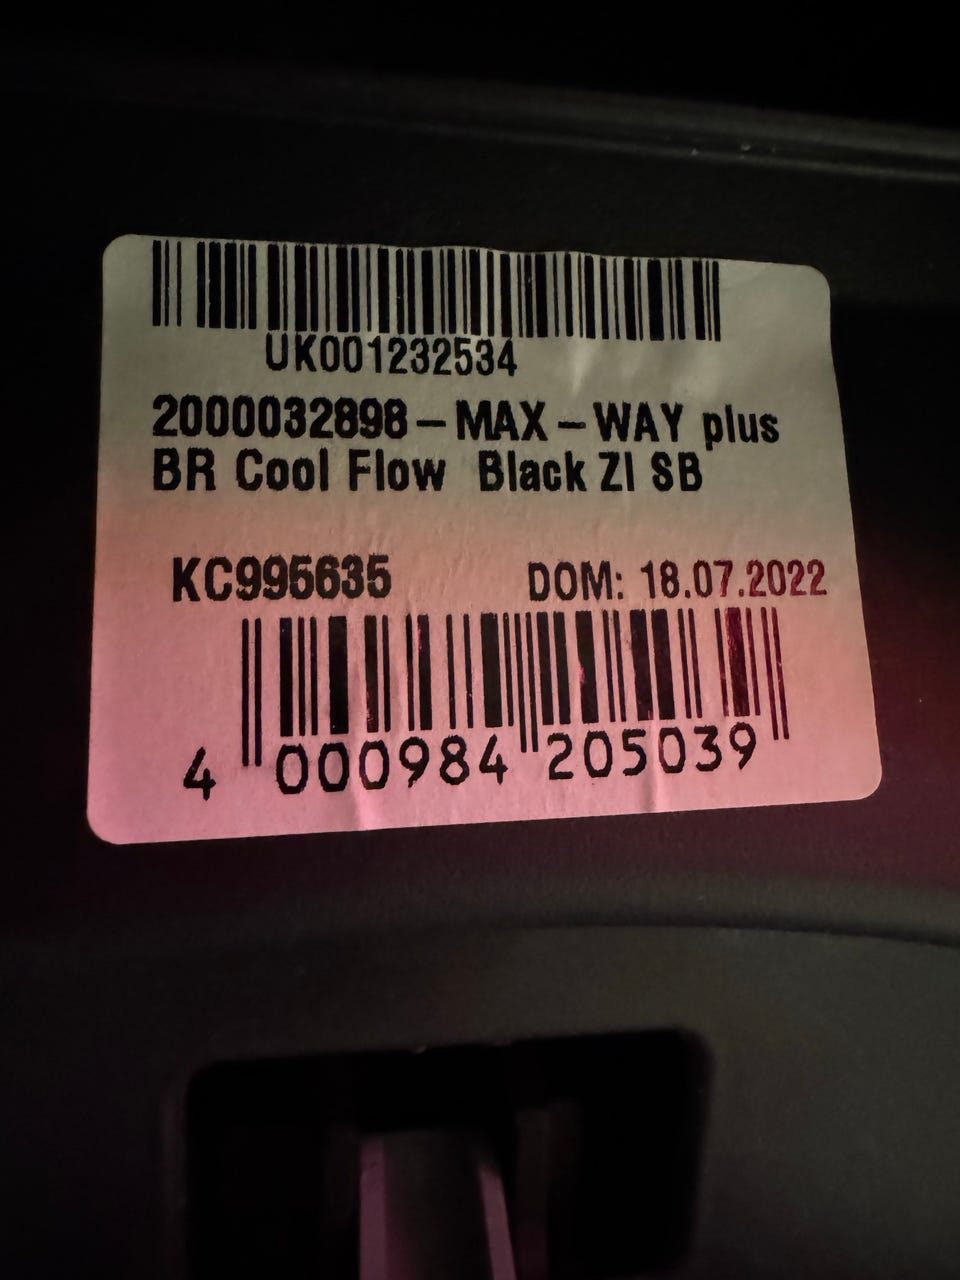 UK001232534
2000032898-MAX-WAY plus
BR Cool Flow Black ZI SB
KC995635 DOM: 18.07.2022
4 000984 205039